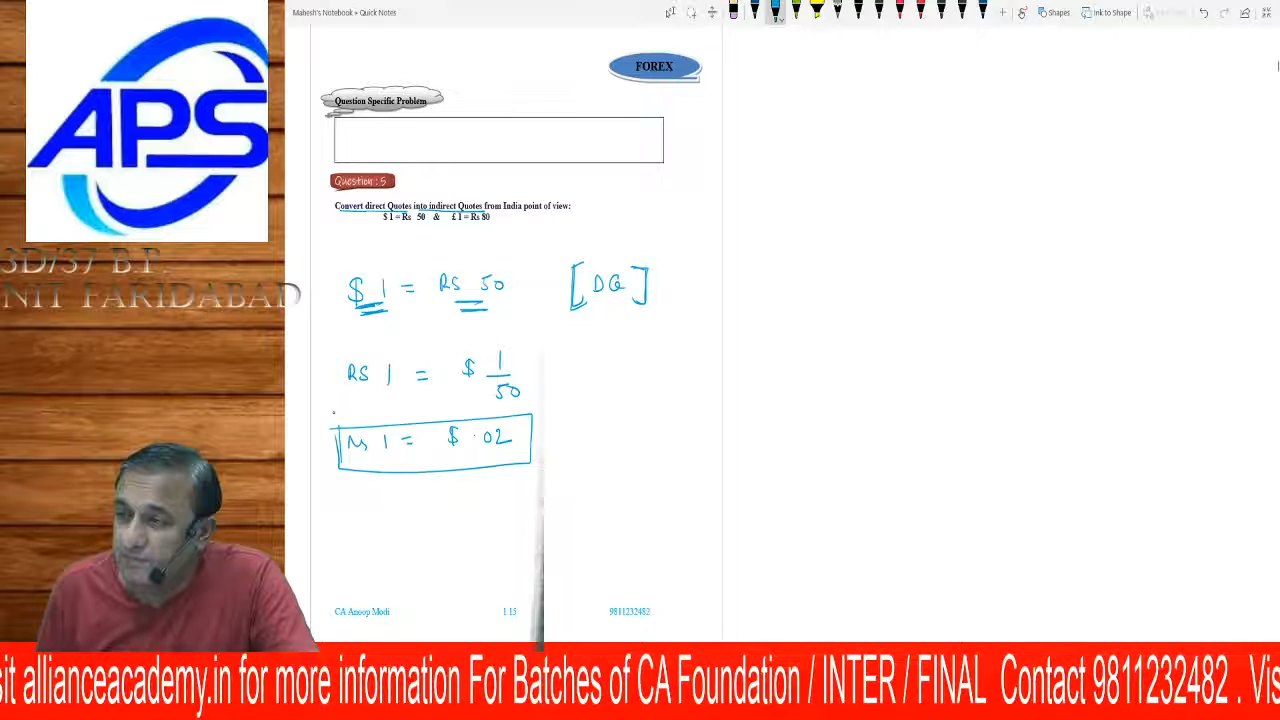 Mahesh's Notebook » Quick Notes
Shapes
Ink to Shape
APS
3D/37 B.P.
NIT FARIDABAD
FOREX
Question Specific Problem
Question : 5
Convert direct Quotes into indirect Quotes from India point of view:
$ 1 = Rs 50 & £ 1 = Rs 80
$ 1 = RS 50 [DQ]
RS 1 = $ 1/50
Rs 1 = $ .02
CA Anoop Modi 1.15 9811232482
sit allianceacademy.in for more information For Batches of CA Foundation / INTER / FINAL Contact 9811232482 . Vis